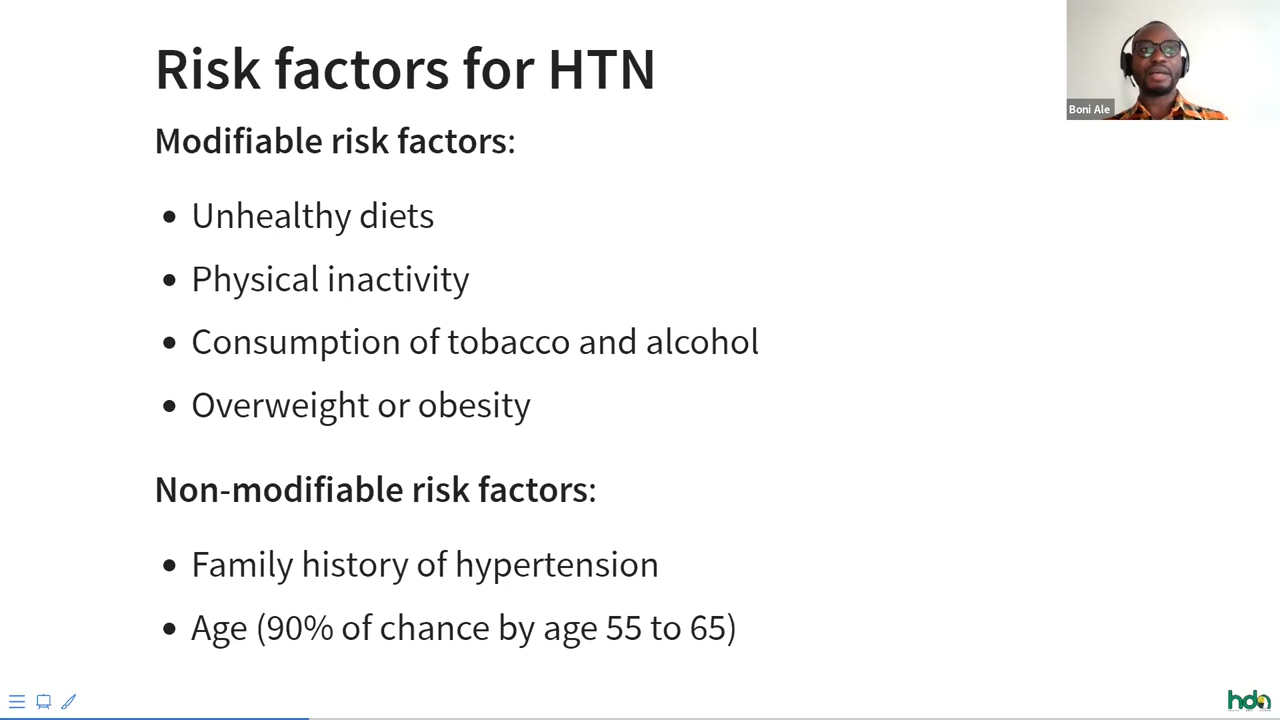 Risk factors for HTN
Boni Ale
Modifiable risk factors:
• Unhealthy diets
• Physical inactivity
• Consumption of tobacco and alcohol
• Overweight or obesity
Non-modifiable risk factors:
• Family history of hypertension
• Age (90% of chance by age 55 to 65)
hda